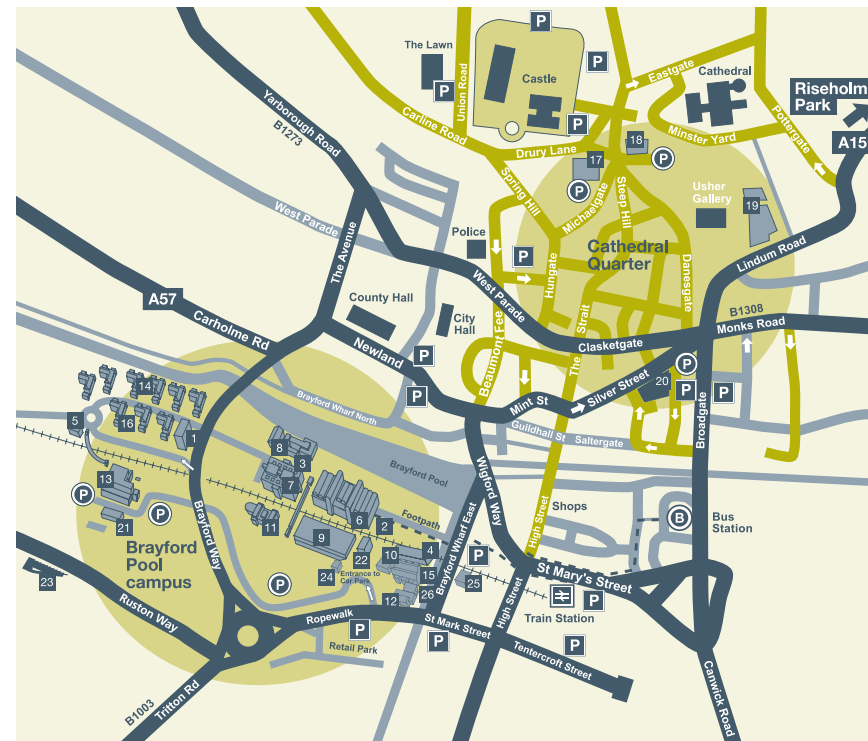 P
The Lawn
P
P
Castle
Union Road
Eastgate
Cathedral
Riseholme
Park
A15
Yarborough Road
B1273
Carline Road
P
Drury Lane
18
Minster Yard
Pottergate
17
P
P
Spring Hill
Michaelgate
Steep Hill
Usher
Gallery
19
West Parade
The Avenue
Police
P
Cathedral
Quarter
Hungate
Danesgate
Lindum Road
A57
County Hall
City
Hall
West Parade
The Strait
B1308
Monks Road
Carholme Rd
Newland
P
Beaumont Fee
Clasketgate
P
20
P
P
14
P
Mint St
Silver Street
Broadgate
Brayford Wharf North
5
16
1
Guildhall St
Saltergate
8
3
Brayford Pool
Wigford Way
13
7
P
6
2
Footpath
Brayford Wharf East
High Street
Shops
B
Bus
Station
21
P
11
9
22
10
4
P
Brayford Way
Brayford
Pool
campus
P
24
Entrance to
Car Park
15
25
St Mary's Street
23
12
26
High Street
Train Station
P
Ruston Way
Ropewalk
P
St Mark Street
P
P
Retail Park
Tentercroft Street
B1003
Tritton Rd
Canwick Road